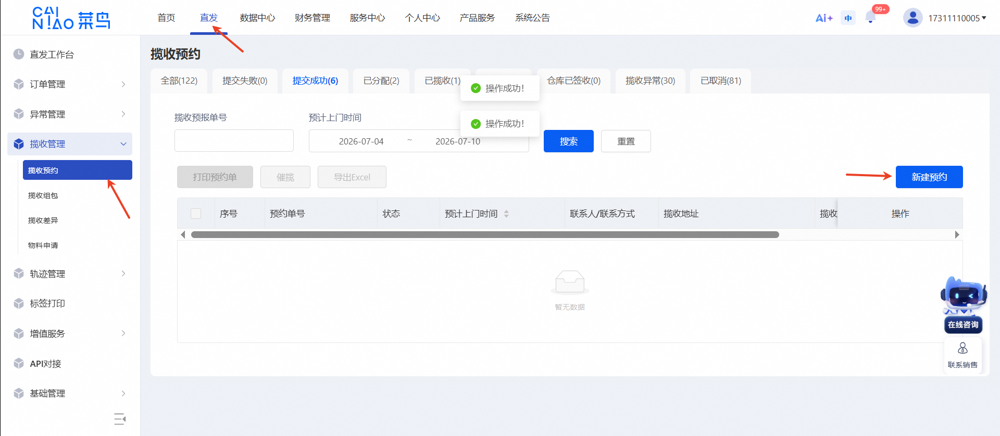 CAI
NIAO 菜鸟
首页
直发
数据中心
财务管理
服务中心
个人中心
产品服务
系统公告
Ai
中
99+
17311110005
直发工作台
订单管理
异常管理
揽收管理
揽收预约
揽收组包
揽收差异
物料申请
轨迹管理
标签打印
增值服务
API对接
基础管理
揽收预约
全部(122)
提交失败(0)
提交成功(6)
已分配(2)
已揽收(1)
仓库已签收(0)
揽收异常(30)
已取消(81)
操作成功!
操作成功!
揽收预报单号
预计上门时间
2026-07-04 ~ 2026-07-10
搜索
重置
打印预约单
催揽
导出Excel
新建预约
序号
预约单号
状态
预计上门时间
联系人/联系方式
揽收地址
揽收
操作
暂无数据
在线咨询
联系销售